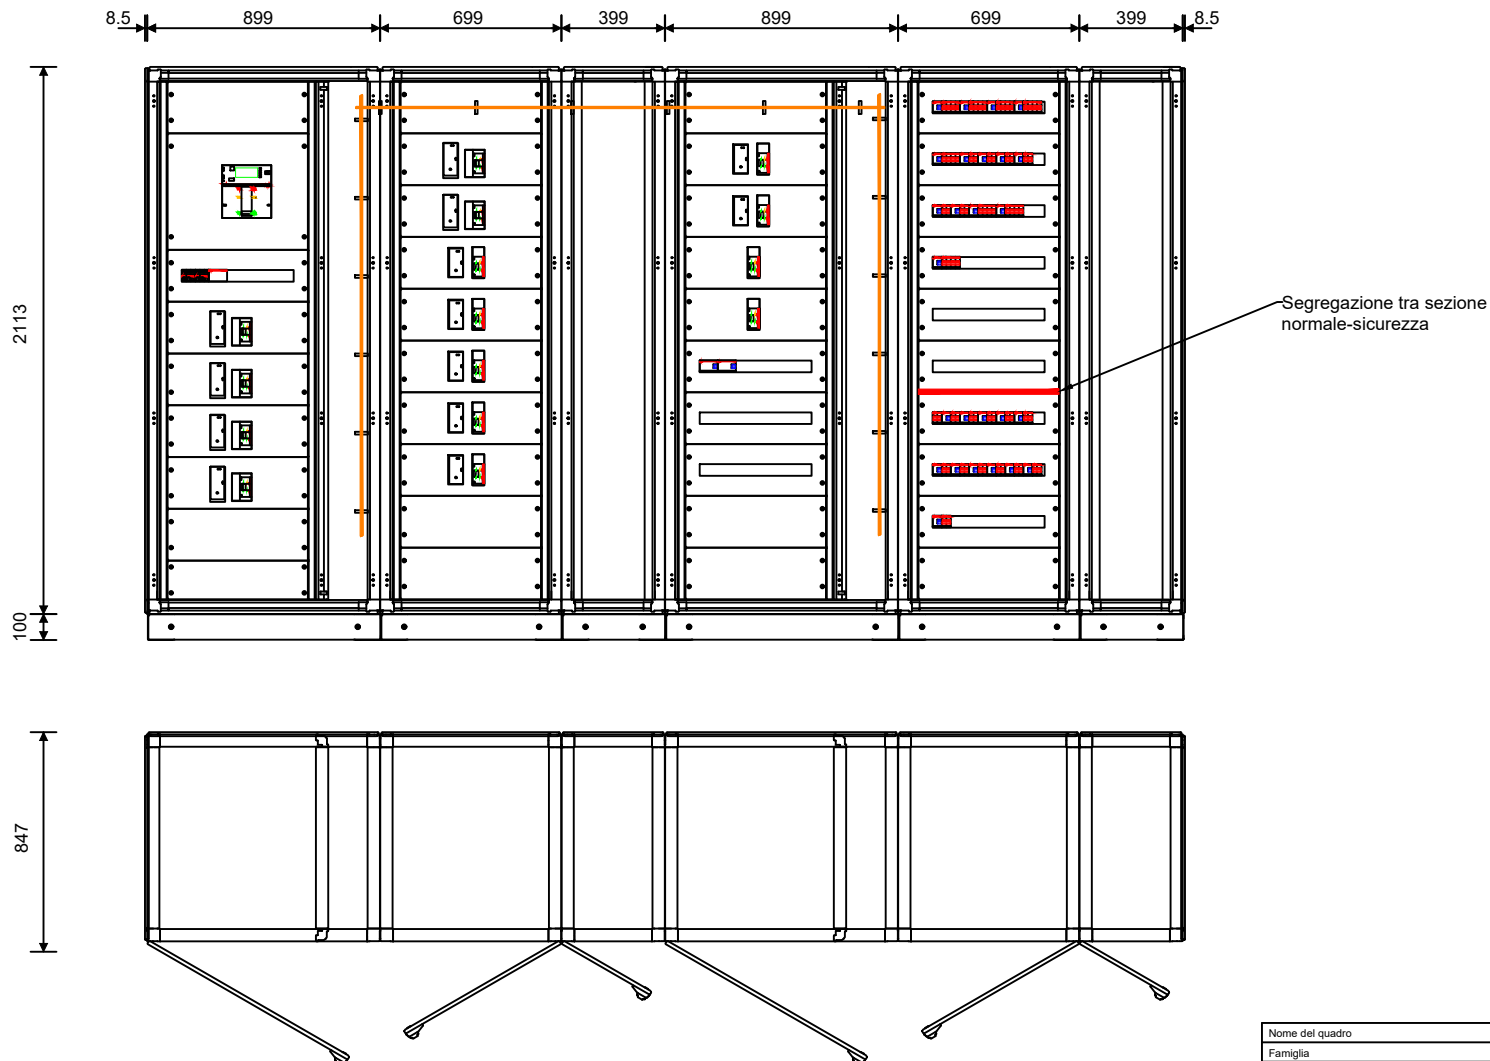 8.5 899 699 399 899 699 399 8.5
2113
Segregazione tra sezione
normale-sicurezza
100
847
Nome del quadro
Famiglia